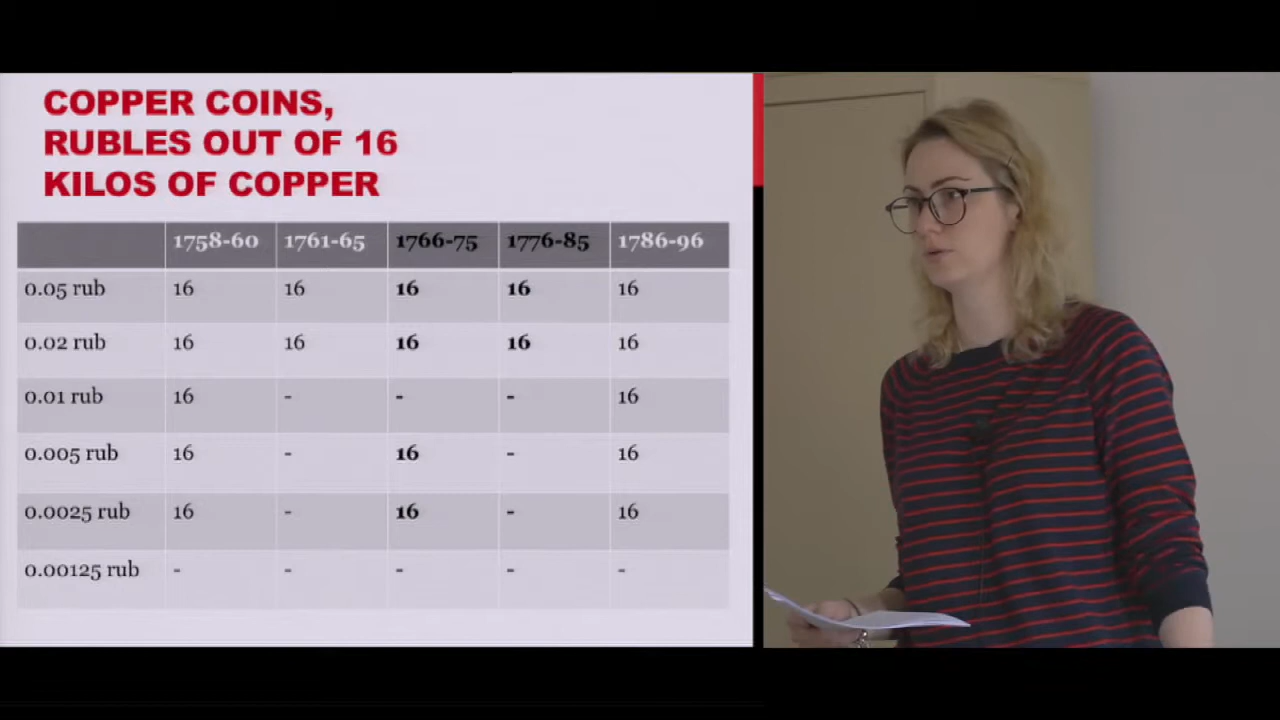 COPPER COINS,
RUBLES OUT OF 16
KILOS OF COPPER
1758-60 1761-65 1766-75 1776-85 1786-96
0.05 rub 16 16 16 16 16
0.02 rub 16 16 16 16 16
0.01 rub 16 - - - 16
0.005 rub 16 - 16 - 16
0.0025 rub 16 - 16 - 16
0.00125 rub - - - - -